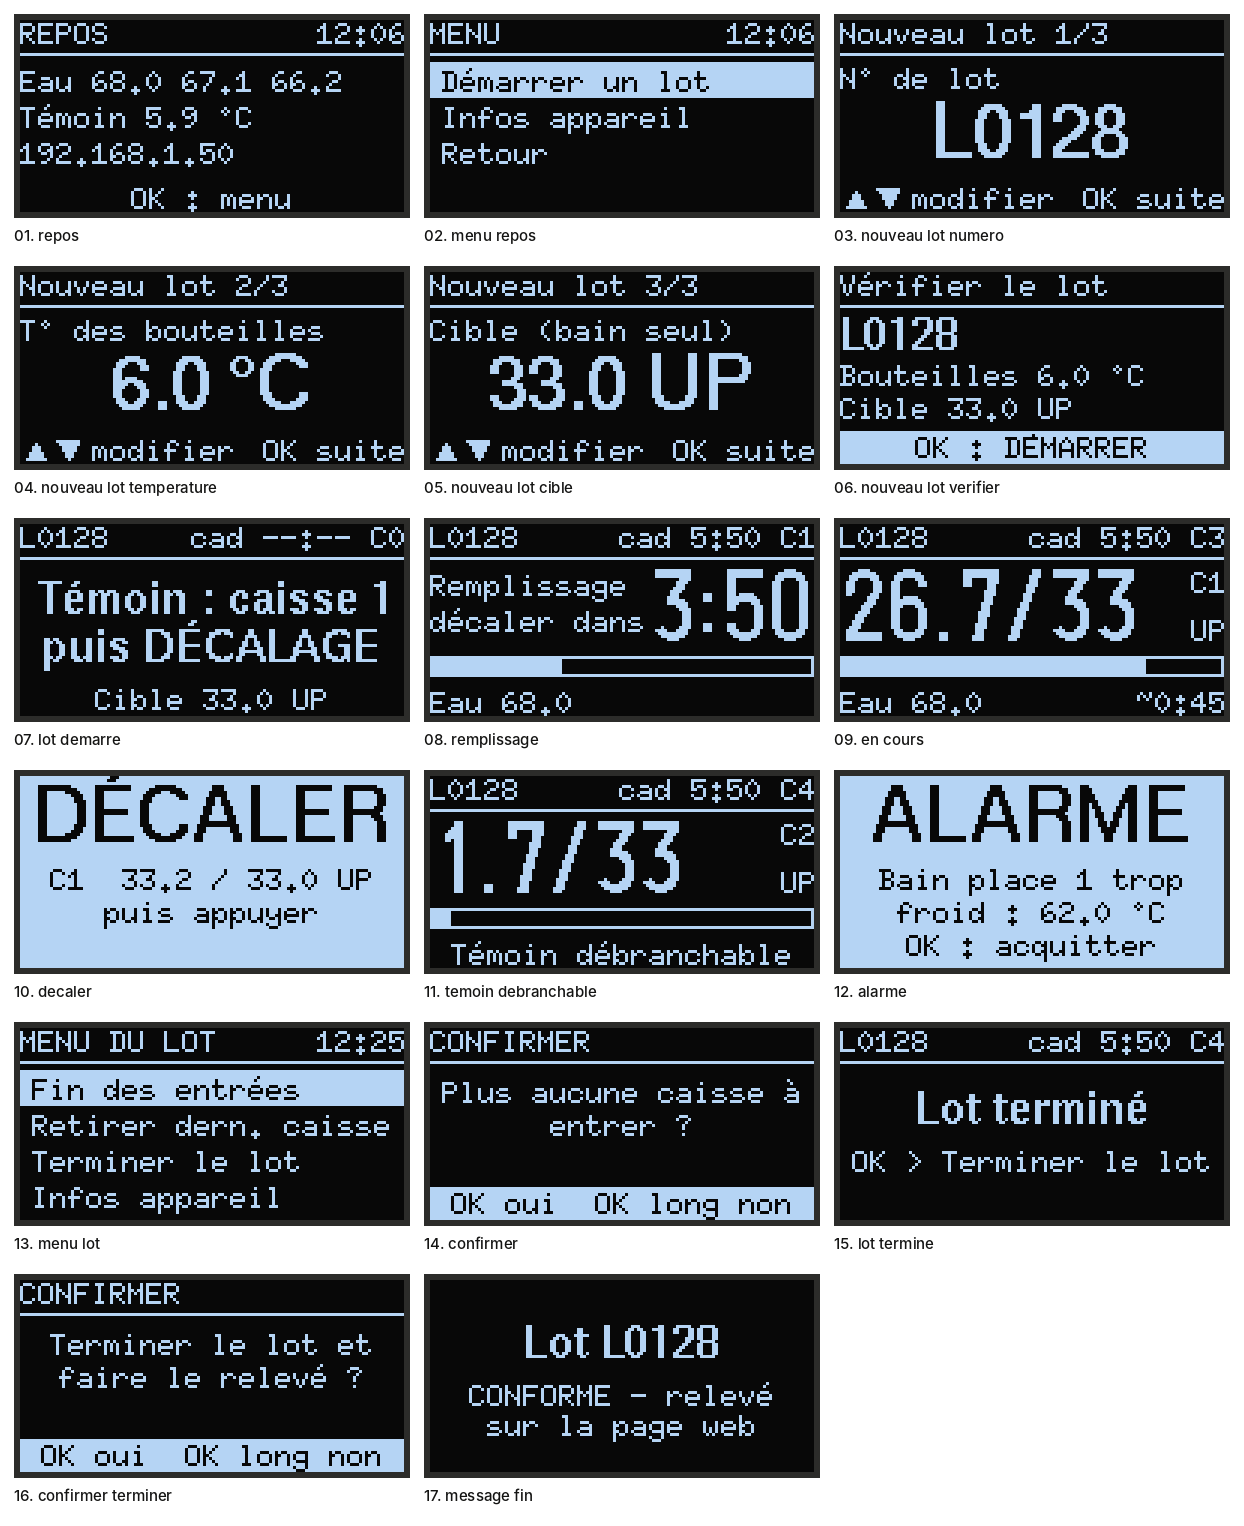 REPOS 12:06
Eau 68.0 67.1 66.2
Témoin 5.9 °C
192.168.1.50
OK : menu
01. repos
MENU 12:06
Démarrer un lot
Infos appareil
Retour
02. menu repos
Nouveau lot 1/3
N° de lot
L0128
▲▼modifier OK suite
03. nouveau lot numero
Nouveau lot 2/3
T° des bouteilles
6.0 °C
▲▼modifier OK suite
04. nouveau lot temperature
Nouveau lot 3/3
Cible (bain seul)
33.0 UP
▲▼modifier OK suite
05. nouveau lot cible
Vérifier le lot
L0128
Bouteilles 6.0 °C
Cible 33.0 UP
OK : DÉMARRER
06. nouveau lot verifier
L0128 cad --:-- C0
Témoin : caisse 1
puis DÉCALAGE
Cible 33.0 UP
07. lot demarre
L0128 cad 5:50 C1
Remplissage
décaler dans 3:50
Eau 68.0
08. remplissage
L0128 cad 5:50 C3
26.7/33 C1
UP
Eau 68.0 ~0:45
09. en cours
DÉCALER
C1 33.2 / 33.0 UP
puis appuyer
10. decaler
L0128 cad 5:50 C4
1.7/33 C2
UP
Témoin débranchable
11. temoin debranchable
ALARME
Bain place 1 trop
froid : 62.0 °C
OK : acquitter
12. alarme
MENU DU LOT 12:25
Fin des entrées
Retirer dern. caisse
Terminer le lot
Infos appareil
13. menu lot
CONFIRMER
Plus aucune caisse à
entrer ?
OK oui OK long non
14. confirmer
L0128 cad 5:50 C4
Lot terminé
OK > Terminer le lot
15. lot termine
CONFIRMER
Terminer le lot et
faire le relevé ?
OK oui OK long non
16. confirmer terminer
Lot L0128
CONFORME - relevé
sur la page web
17. message fin